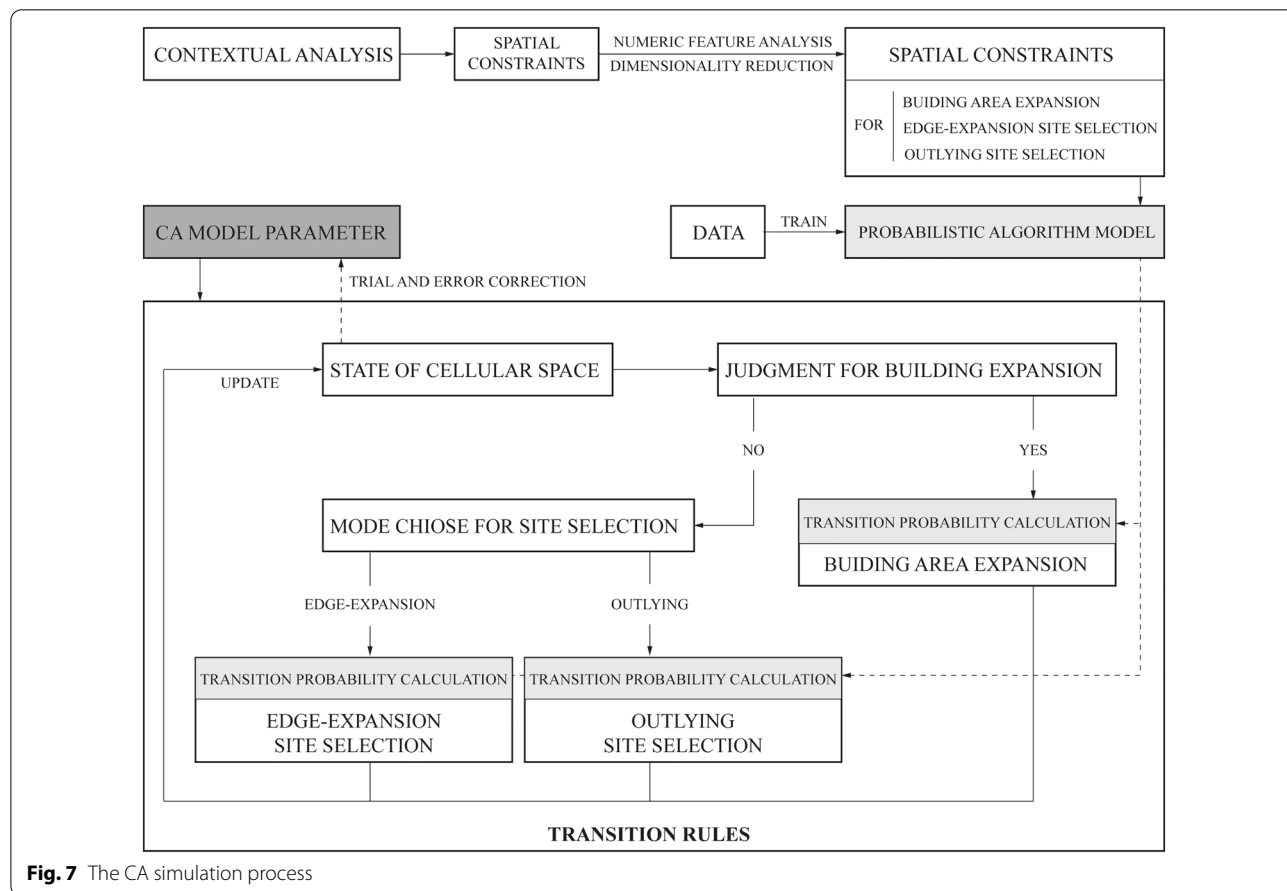 CONTEXTUAL ANALYSIS
SPATIAL
CONSTRAINTS
NUMERIC FEATURE ANALYSIS
DIMENSIONALITY REDUCTION
SPATIAL CONSTRAINTS
FOR
BUIDING AREA EXPANSION
EDGE-EXPANSION SITE SELECTION
OUTLYING SITE SELECTION
CA MODEL PARAMETER
DATA
TRAIN
PROBABILISTIC ALGORITHM MODEL
TRIAL AND ERROR CORRECTION
UPDATE
STATE OF CELLULAR SPACE
JUDGMENT FOR BUILDING EXPANSION
NO
YES
MODE CHIOSE FOR SITE SELECTION
TRANSITION PROBABILITY CALCULATION
BUIDING AREA EXPANSION
EDGE-EXPANSION
OUTLYING
TRANSITION PROBABILITY CALCULATION
EDGE-EXPANSION
SITE SELECTION
TRANSITION PROBABILITY CALCULATION
OUTLYING
SITE SELECTION
TRANSITION RULES
Fig. 7 The CA simulation process